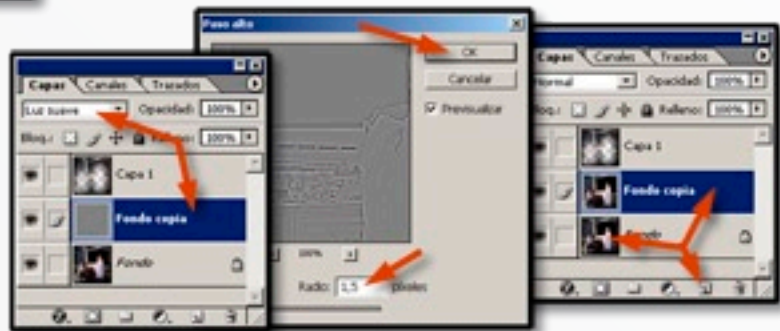 Paso alto
OK
Cancelar
Previsualizar
100%
Radio: 1,5 píxeles
Capas Canales Trazados
Luz suave Opacidad: 100%
Bloq.: Relleno: 100%
Capa 1
Fondo copia
Fondo
Capas Canales Trazados
Normal Opacidad: 100%
Bloq.: Relleno: 100%
Capa 1
Fondo copia
Fondo